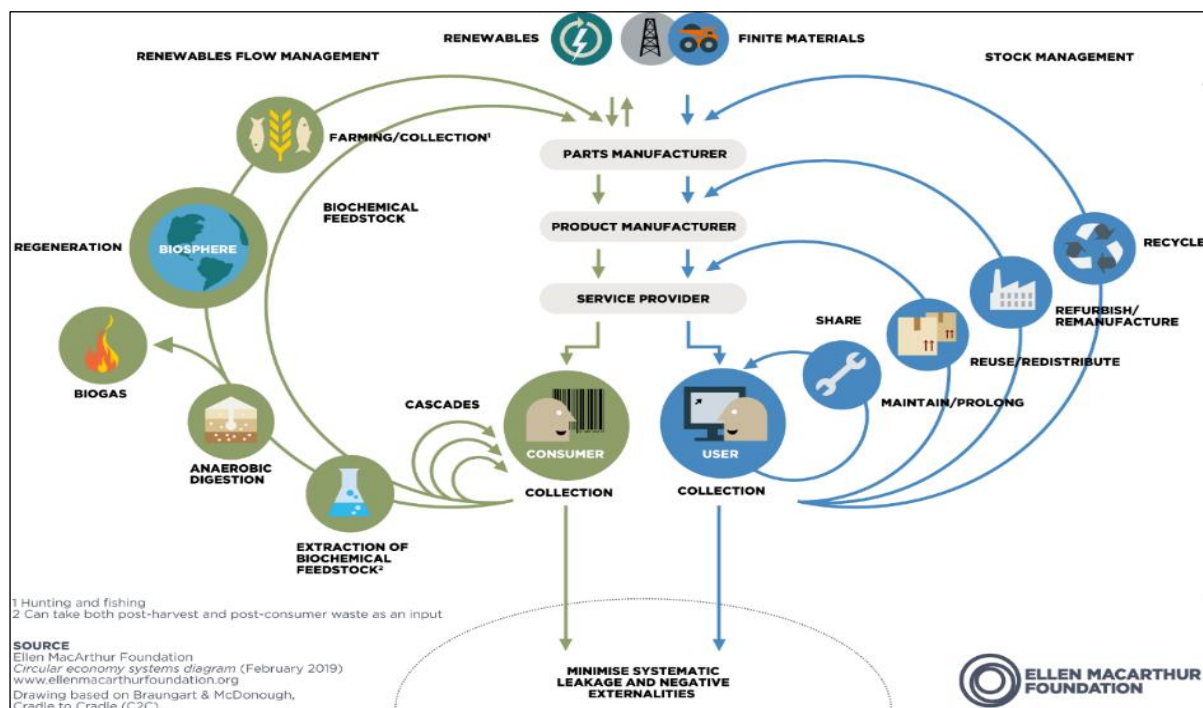 RENEWABLES
FINITE MATERIALS
RENEWABLES FLOW MANAGEMENT
STOCK MANAGEMENT
FARMING/COLLECTION¹
PARTS MANUFACTURER
BIOCHEMICAL
FEEDSTOCK
PRODUCT MANUFACTURER
REGENERATION
BIOSPHERE
RECYCLE
SERVICE PROVIDER
SHARE
REFURBISH/
REMANUFACTURE
REUSE/REDISTRIBUTE
BIOGAS
CASCADES
MAINTAIN/PROLONG
CONSUMER
USER
ANAEROBIC
DIGESTION
COLLECTION
COLLECTION
EXTRACTION OF
BIOCHEMICAL
FEEDSTOCK²
1 Hunting and fishing
2 Can take both post-harvest and post-consumer waste as an input
SOURCE
Ellen MacArthur Foundation
Circular economy systems diagram (February 2019)
www.ellenmacarthurfoundation.org
Drawing based on Braungart & McDonough,
Cradle to Cradle (C2C)
MINIMISE SYSTEMATIC
LEAKAGE AND NEGATIVE
EXTERNALITIES
ELLEN MACARTHUR
FOUNDATION